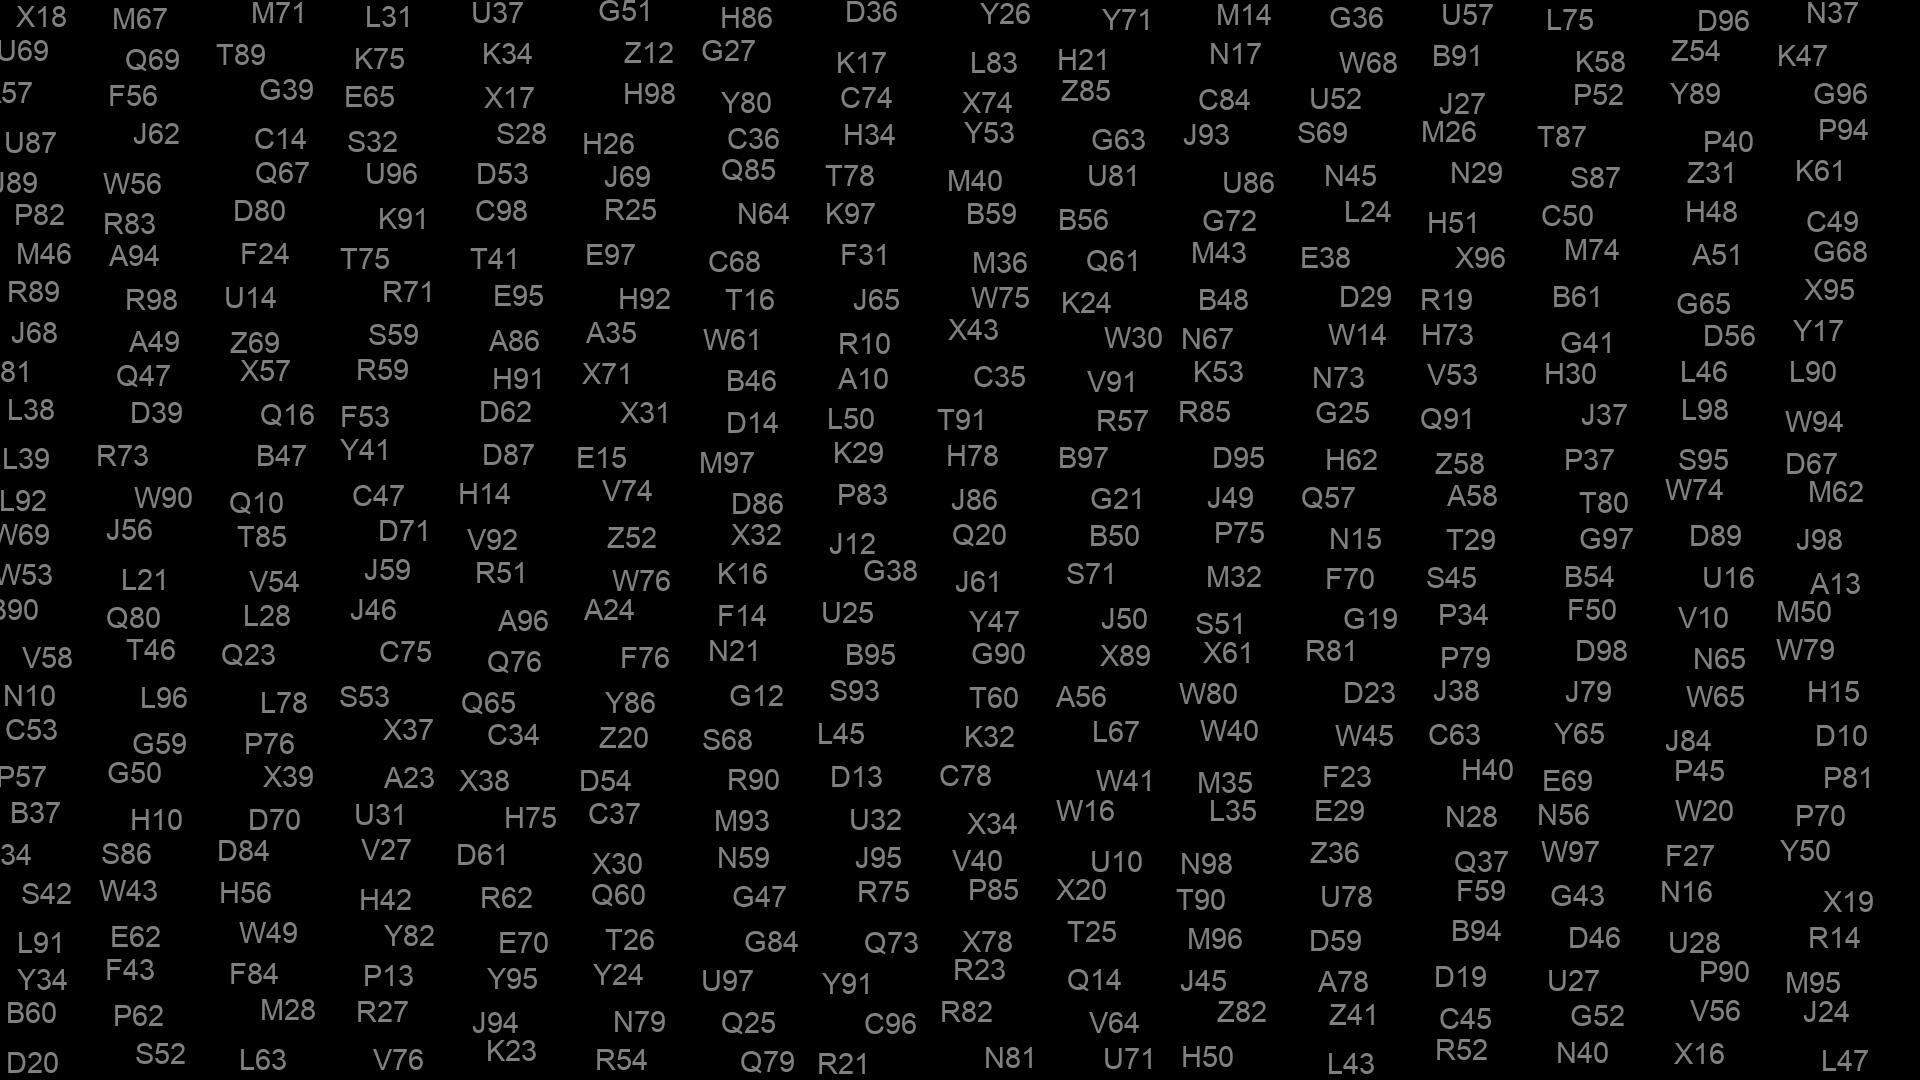 X18 M67 M71 L31 U37 G51 H86 D36 Y26 Y71 M14 G36 U57 L75 D96 N37
U69 Q69 T89 K75 K34 Z12 G27 K17 L83 H21 N17 W68 B91 K58 Z54 K47
57 F56 G39 E65 X17 H98 Y80 C74 X74 Z85 C84 U52 J27 P52 Y89 G96
U87 J62 C14 S32 S28 H26 C36 H34 Y53 G63 J93 S69 M26 T87 P40 P94
J89 W56 Q67 U96 D53 J69 Q85 T78 M40 U81 U86 N45 N29 S87 Z31 K61
P82 R83 D80 K91 C98 R25 N64 K97 B59 B56 G72 L24 H51 C50 H48 C49
M46 A94 F24 T75 T41 E97 C68 F31 M36 Q61 M43 E38 X96 M74 A51 G68
R89 R98 U14 R71 E95 H92 T16 J65 W75 K24 B48 D29 R19 B61 G65 X95
J68 A49 Z69 S59 A86 A35 W61 R10 X43 W30 N67 W14 H73 G41 D56 Y17
81 Q47 X57 R59 H91 X71 B46 A10 C35 V91 K53 N73 V53 H30 L46 L90
L38 D39 Q16 F53 D62 X31 D14 L50 T91 R57 R85 G25 Q91 J37 L98 W94
L39 R73 B47 Y41 D87 E15 M97 K29 H78 B97 D95 H62 Z58 P37 S95 D67
L92 W90 Q10 C47 H14 V74 D86 P83 J86 G21 J49 Q57 A58 T80 W74 M62
W69 J56 T85 D71 V92 Z52 X32 J12 Q20 B50 P75 N15 T29 G97 D89 J98
W53 L21 V54 J59 R51 W76 K16 G38 J61 S71 M32 F70 S45 B54 U16 A13
B90 Q80 L28 J46 A96 A24 F14 U25 Y47 J50 S51 G19 P34 F50 V10 M50
V58 T46 Q23 C75 Q76 F76 N21 B95 G90 X89 X61 R81 P79 D98 N65 W79
N10 L96 L78 S53 Q65 Y86 G12 S93 T60 A56 W80 D23 J38 J79 W65 H15
C53 G59 P76 X37 C34 Z20 S68 L45 K32 L67 W40 W45 C63 Y65 J84 D10
P57 G50 X39 A23 X38 D54 R90 D13 C78 W41 M35 F23 H40 E69 P45 P81
B37 H10 D70 U31 H75 C37 M93 U32 X34 W16 L35 E29 N28 N56 W20 P70
34 S86 D84 V27 D61 X30 N59 J95 V40 U10 N98 Z36 Q37 W97 F27 Y50
S42 W43 H56 H42 R62 Q60 G47 R75 P85 X20 T90 U78 F59 G43 N16 X19
L91 E62 W49 Y82 E70 T26 G84 Q73 X78 T25 M96 D59 B94 D46 U28 R14
Y34 F43 F84 P13 Y95 Y24 U97 Y91 R23 Q14 J45 A78 D19 U27 P90 M95
B60 P62 M28 R27 J94 N79 Q25 C96 R82 V64 Z82 Z41 C45 G52 V56 J24
D20 S52 L63 V76 K23 R54 Q79 R21 N81 U71 H50 L43 R52 N40 X16 L47